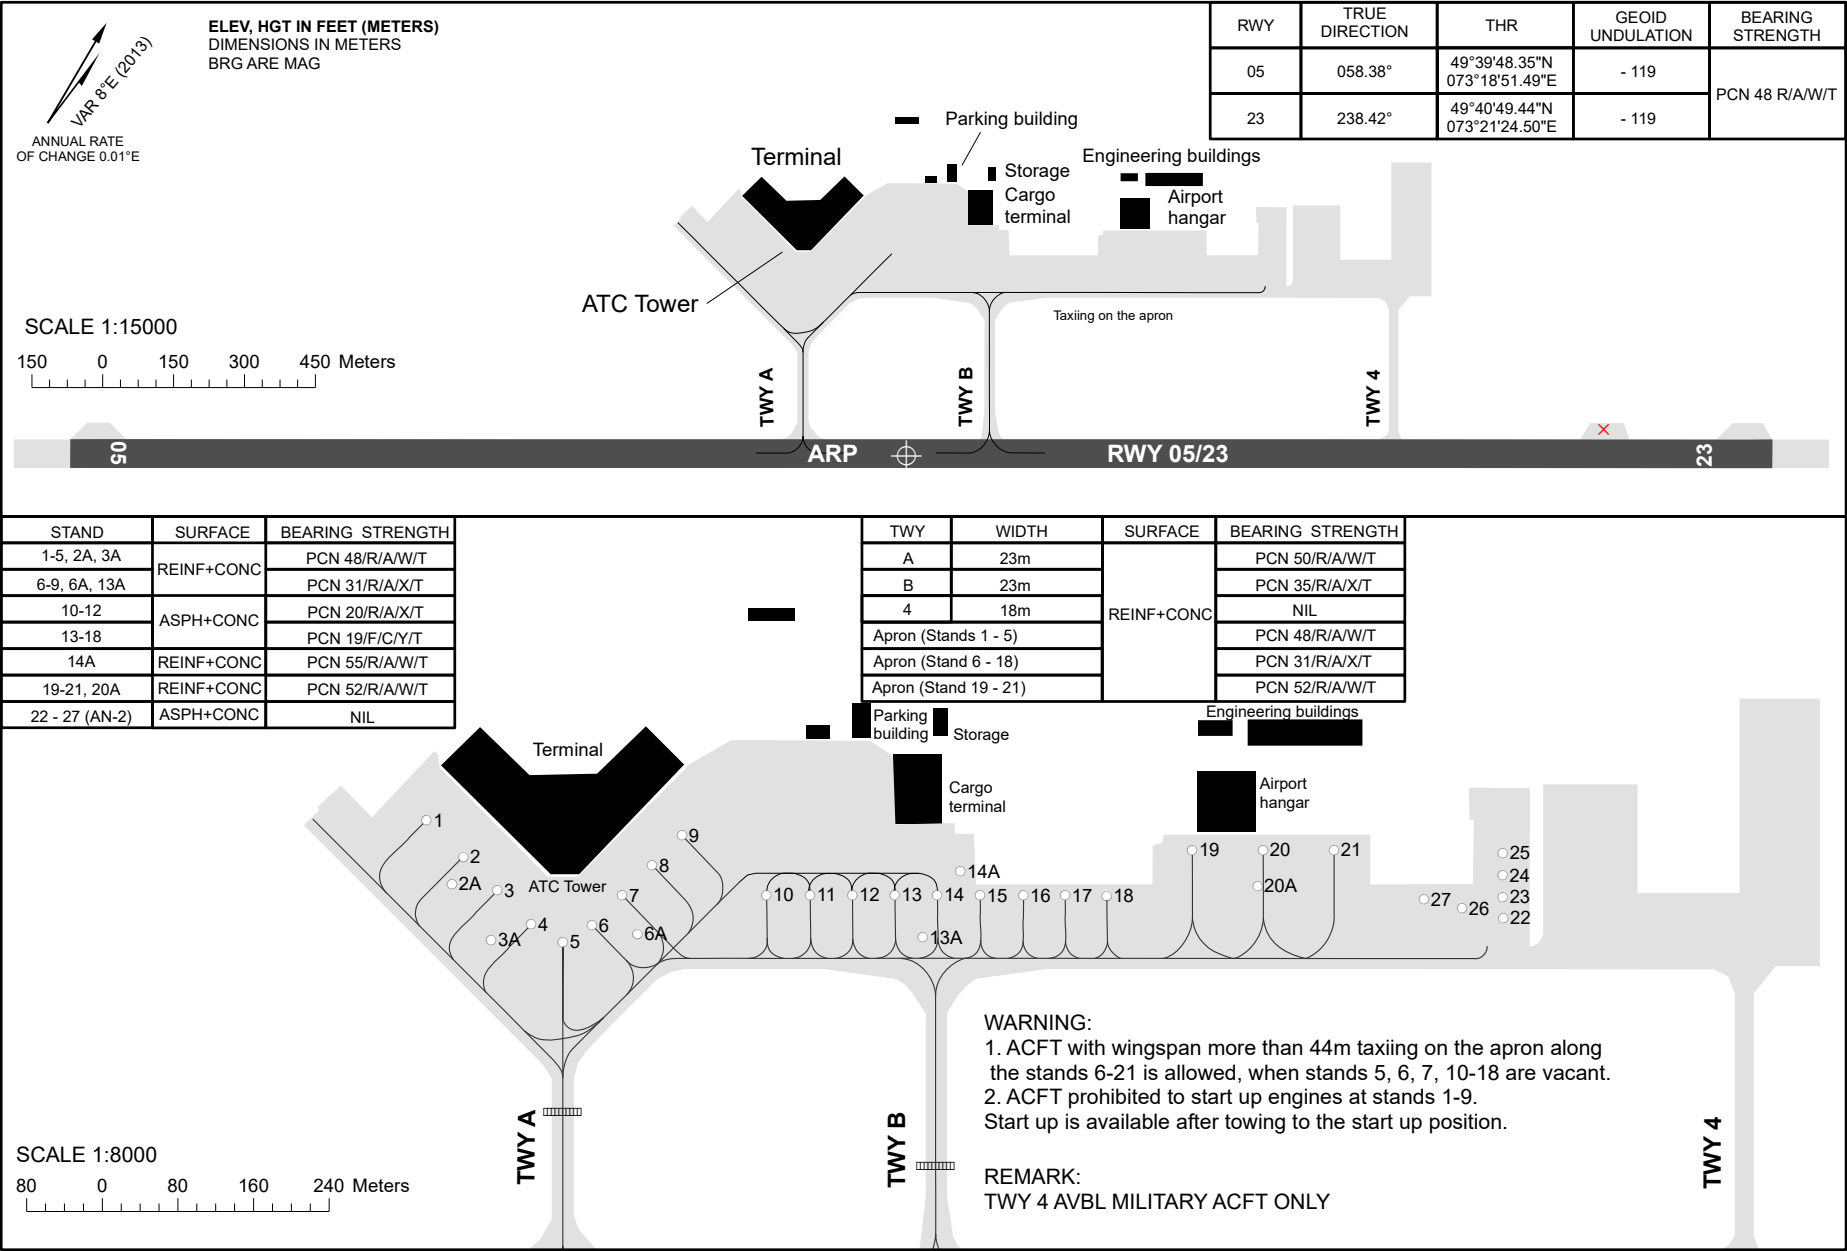 ELEV, HGT IN FEET (METERS)
DIMENSIONS IN METERS
BRG ARE MAG
VAR 8°E (2013)
ANNUAL RATE
OF CHANGE 0.01°E
RWY TRUE DIRECTION THR GEOID UNDULATION BEARING STRENGTH
05 058.38° 49°39'48.35"N 073°18'51.49"E - 119 PCN 48 R/A/W/T
23 238.42° 49°40'49.44"N 073°21'24.50"E - 119
Parking building
Terminal
Storage
Cargo
terminal
Engineering buildings
Airport
hangar
ATC Tower
Taxiing on the apron
SCALE 1:15000
150 0 150 300 450 Meters
TWY A
TWY B
TWY 4
05
ARP
RWY 05/23
23
STAND SURFACE BEARING STRENGTH
1-5, 2A, 3A REINF+CONC PCN 48/R/A/W/T
6-9, 6A, 13A PCN 31/R/A/X/T
10-12 ASPH+CONC PCN 20/R/A/X/T
13-18 PCN 19/F/C/Y/T
14A REINF+CONC PCN 55/R/A/W/T
19-21, 20A REINF+CONC PCN 52/R/A/W/T
22 - 27 (AN-2) ASPH+CONC NIL
TWY WIDTH SURFACE BEARING STRENGTH
A 23m REINF+CONC PCN 50/R/A/W/T
B 23m PCN 35/R/A/X/T
4 18m NIL
Apron (Stands 1 - 5) PCN 48/R/A/W/T
Apron (Stand 6 - 18) PCN 31/R/A/X/T
Apron (Stand 19 - 21) PCN 52/R/A/W/T
Terminal
Parking
building
Storage
Engineering buildings
Cargo
terminal
Airport
hangar
ATC Tower
1
2
2A
3
3A
4
5
6
6A
7
8
9
10
11
12
13
13A
14
14A
15
16
17
18
19
20
20A
21
27
26
25
24
23
22
WARNING:
1. ACFT with wingspan more than 44m taxiing on the apron along
the stands 6-21 is allowed, when stands 5, 6, 7, 10-18 are vacant.
2. ACFT prohibited to start up engines at stands 1-9.
Start up is available after towing to the start up position.
REMARK:
TWY 4 AVBL MILITARY ACFT ONLY
TWY A
TWY B
TWY 4
SCALE 1:8000
80 0 80 160 240 Meters